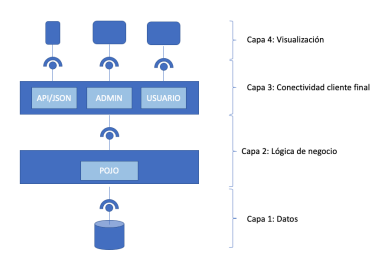 Capa 4: Visualización
Capa 3: Conectividad cliente final
API/JSON
ADMIN
USUARIO
Capa 2: Lógica de negocio
POJO
Capa 1: Datos